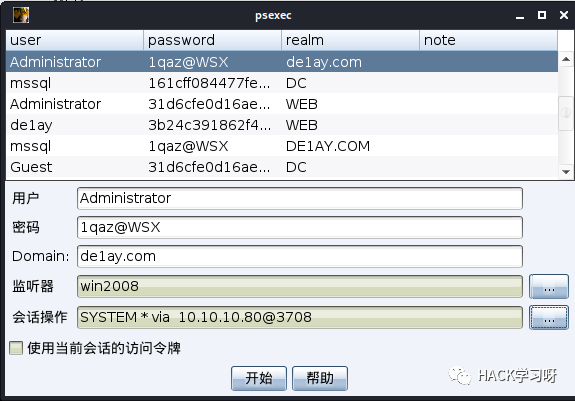 psexec
user password realm note
Administrator 1qaz@WSX de1ay.com
mssql 161cff084477fe... DC
Administrator 31d6cfe0d16ae... WEB
de1ay 3b24c391862f4... WEB
mssql 1qaz@WSX DE1AY.COM
Guest 31d6cfe0d16ae... DC
用户 Administrator
密码 1qaz@WSX
Domain: de1ay.com
监听器 win2008 ...
会话操作 SYSTEM * via 10.10.10.80@3708 ...
使用当前会话的访问令牌
开始 帮助
HACK学习呀